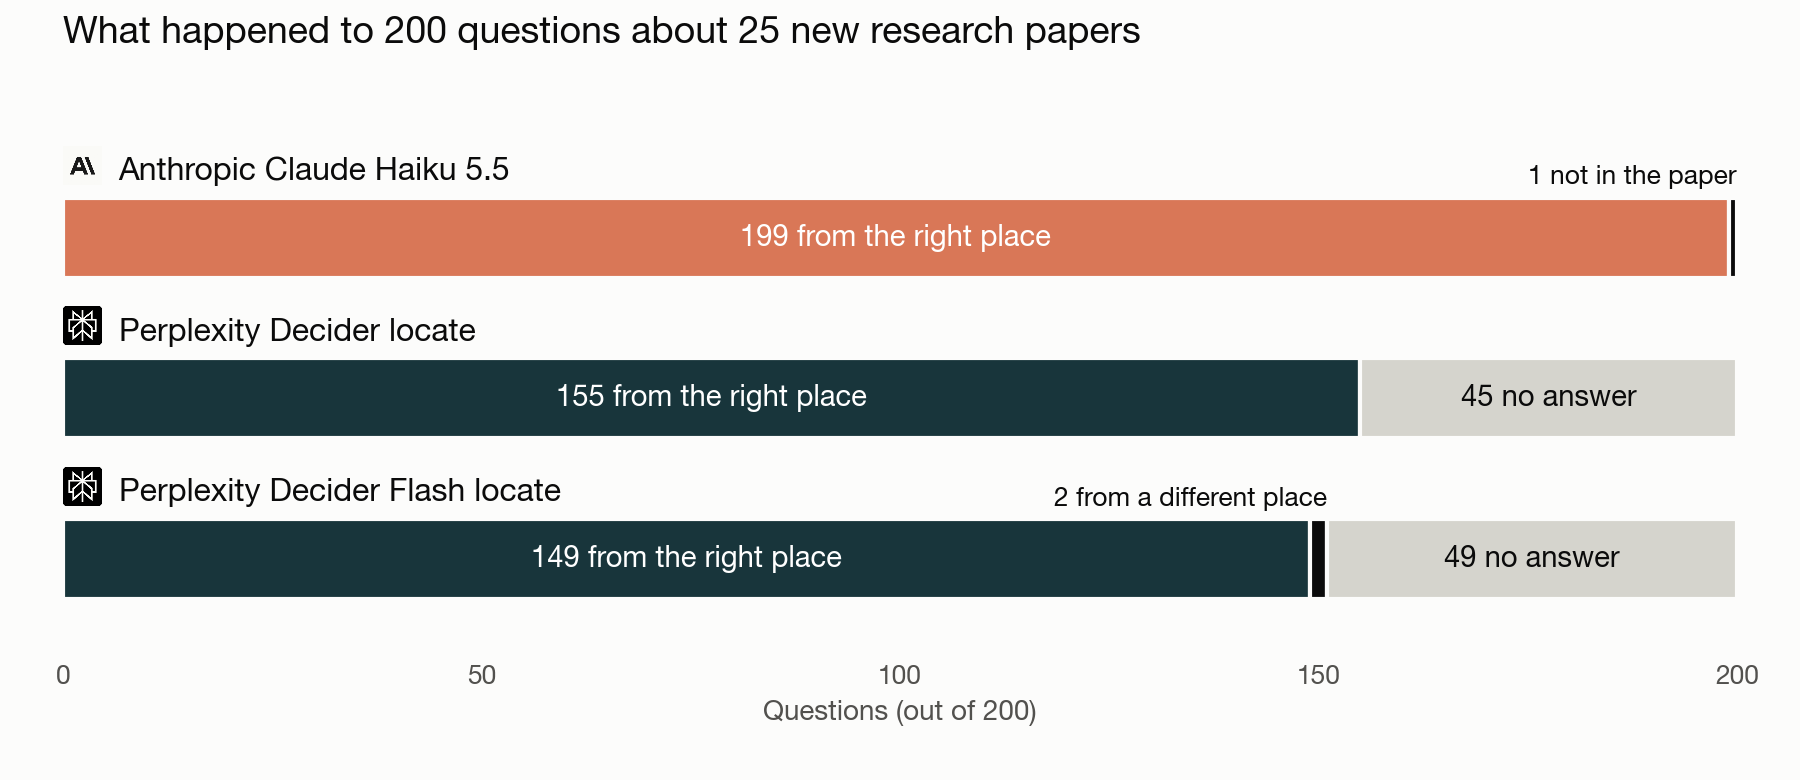 What happened to 200 questions about 25 new research papers
Anthropic Claude Haiku 5.5
1 not in the paper
199 from the right place
Perplexity Decider locate
155 from the right place
45 no answer
Perplexity Decider Flash locate
2 from a different place
149 from the right place
49 no answer
0 50 100 150 200
Questions (out of 200)